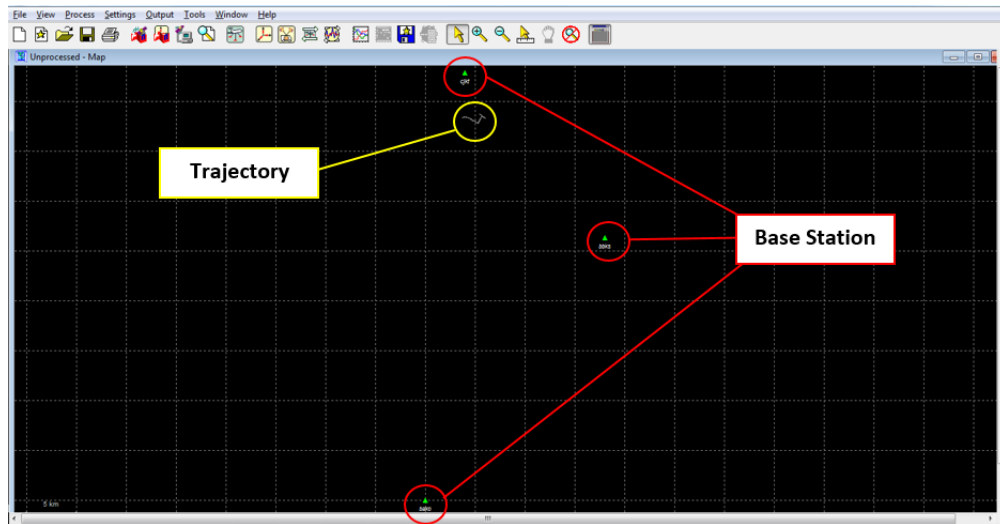 File View Process Settings Output Tools Window Help
Unprocessed - Map
Trajectory
Base Station
5 km